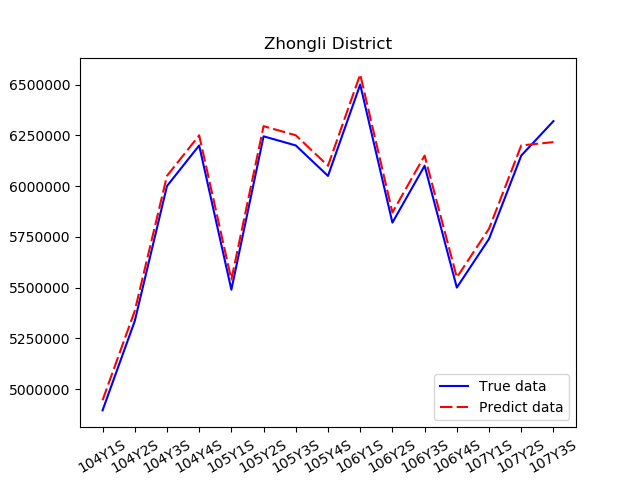 Zhongli District
6500000
6250000
6000000
5750000
5500000
5250000
5000000
True data
Predict data
104Y1S
104Y2S
104Y3S
104Y4S
105Y1S
105Y2S
105Y3S
105Y4S
106Y1S
106Y2S
106Y3S
106Y4S
107Y1S
107Y2S
107Y3S